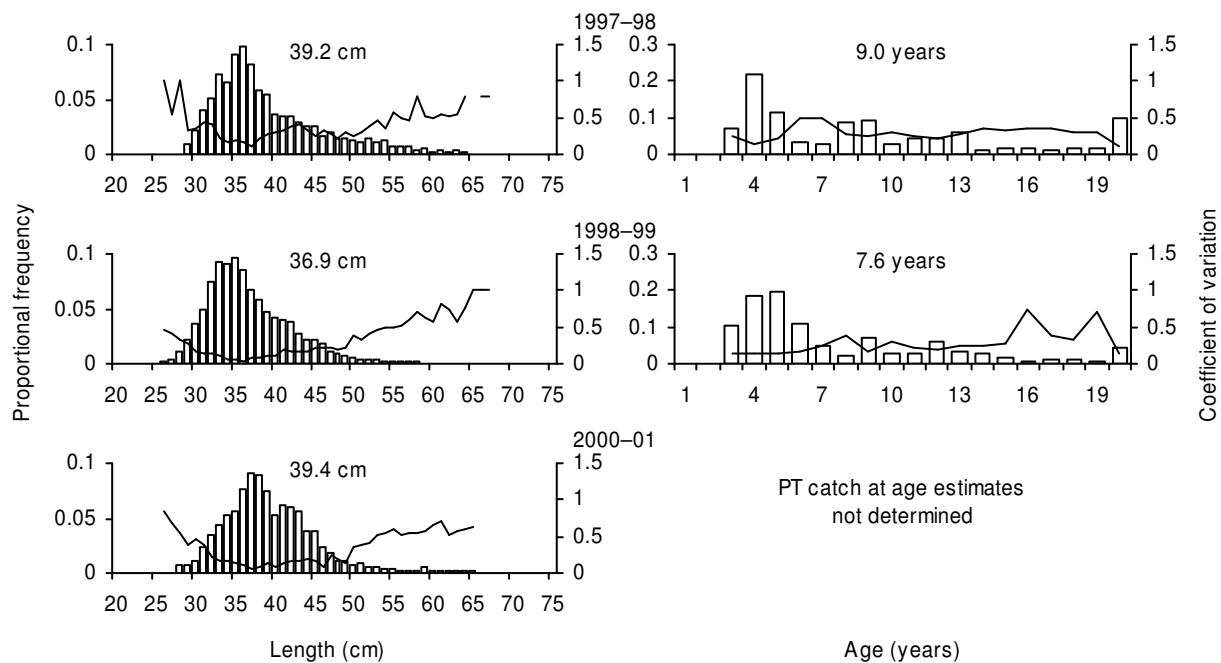 1997–98
0.1 39.2 cm 1.5 0.3 9.0 years 1.5
1 0.2 1
0.05
0.5 0.1 0.5
0 0 0 0
20 25 30 35 40 45 50 55 60 65 70 75 1 4 7 10 13 16 19
1998–99
0.1 36.9 cm 1.5 0.3 7.6 years 1.5
1 0.2 1
0.05
0.5 0.1 0.5
0 0 0 0
20 25 30 35 40 45 50 55 60 65 70 75 1 4 7 10 13 16 19
Proportional frequency
Coefficient of variation
2000–01
0.1 39.4 cm 1.5
1
0.05
0.5
0 0
20 25 30 35 40 45 50 55 60 65 70 75
PT catch at age estimates
not determined
Length (cm) Age (years)